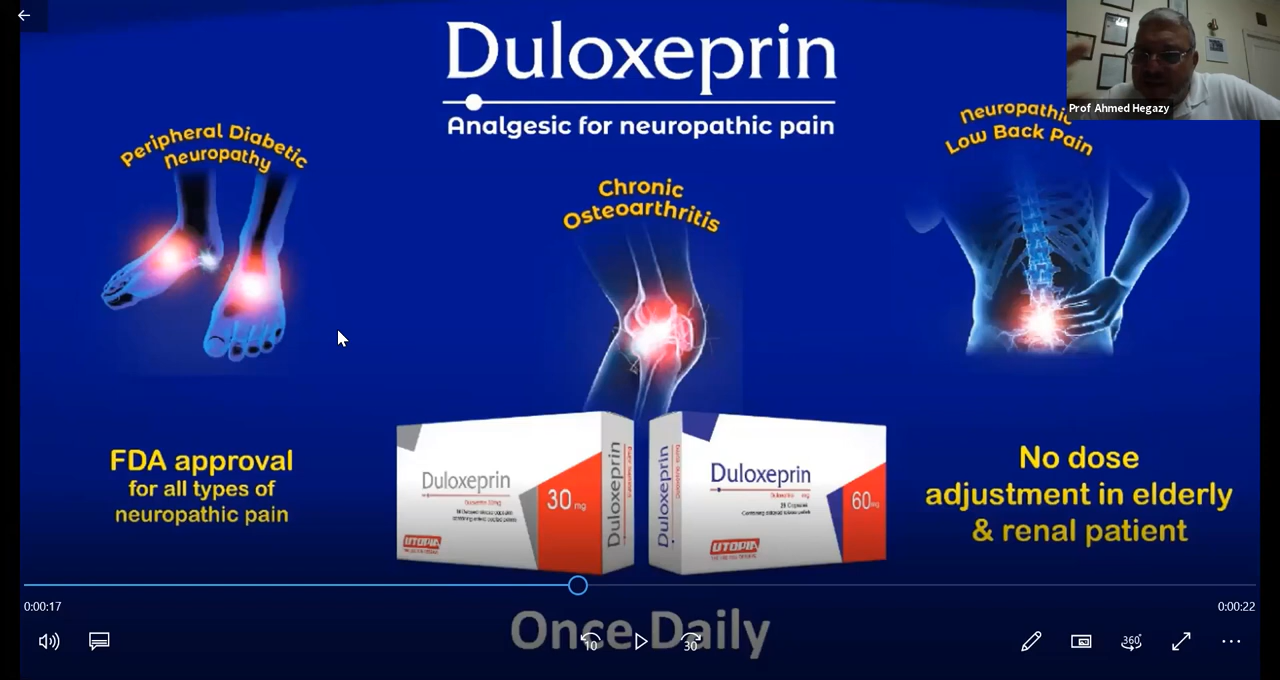 Duloxeprin
Analgesic for neuropathic pain
Prof Ahmed Hegazy
Peripheral Diabetic
Neuropathy
Chronic
Osteoarthritis
Neuropathic
Low Back Pain
FDA approval
for all types of
neuropathic pain
Duloxeprin
30 mg
Duloxeprin
UTOPIA
Duloxeprin
Duloxeprin
60 mg
UTOPIA
No dose
adjustment in elderly
& renal patient
0:00:17
0:00:22
Once Daily
10
30
360